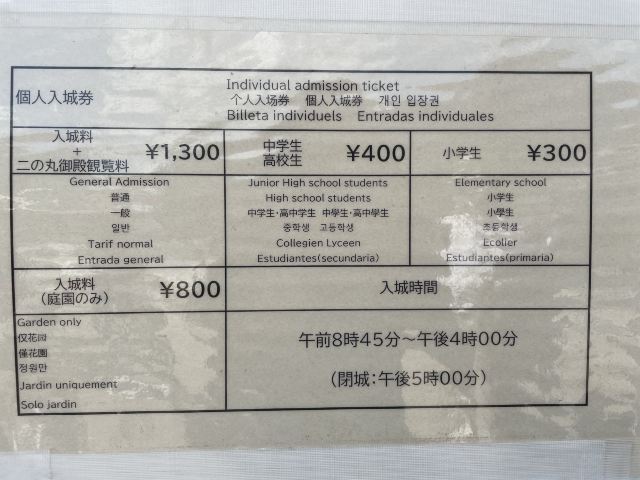 個人入城券
Individual admission ticket
个人入场券 個人入城券 개인 입장권
Billeta individuels Entradas individuales
入城料
+
二の丸御殿観覧料
¥1,300
中学生
高校生
¥400
小学生
¥300
General Admission
普通
一般
일반
Tarif normal
Entrada general
Junior High school students
High school students
中学生・高中学生 中學生・高中學生
중학생 고등학생
Collegien Lyceen
Estudiantes(secundaria)
Elementary school
小学生
小學生
초등학생
Ecolier
Estudiantes(primaria)
入城料
(庭園のみ)
¥800
入城時間
Garden only
仅花园
僅花園
정원만
Jardin uniquement
Solo jardin
午前8時45分～午後4時00分
(閉城:午後5時00分)